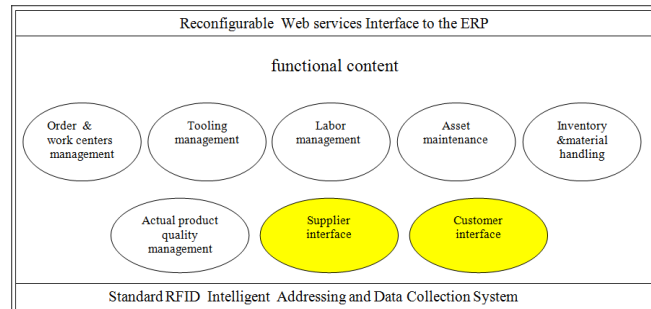 Reconfigurable Web services Interface to the ERP
functional content
Order &
work centers
management
Tooling
management
Labor
management
Asset
maintenance
Inventory
&material
handling
Actual product
quality
management
Supplier
interface
Customer
interface
Standard RFID Intelligent Addressing and Data Collection System